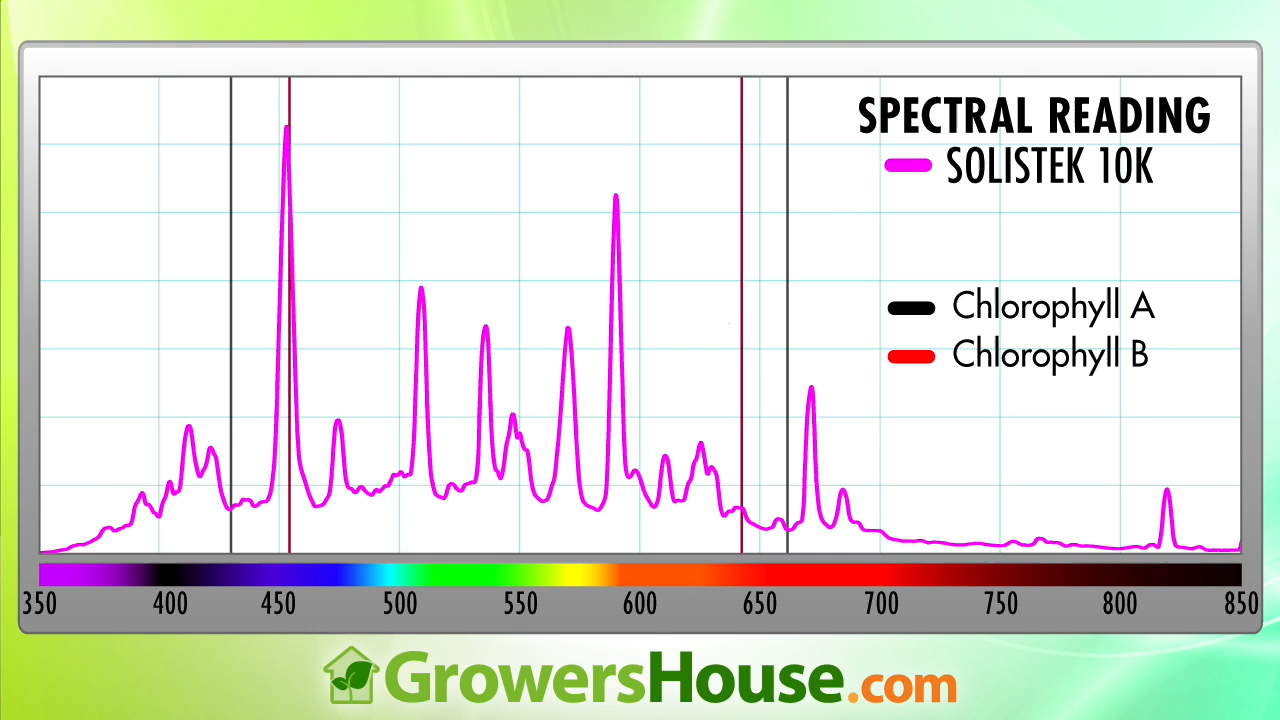 SPECTRAL READING
SOLISTEK 10K
Chlorophyll A
Chlorophyll B
350 400 450 500 550 600 650 700 750 800 850
GrowersHouse.com